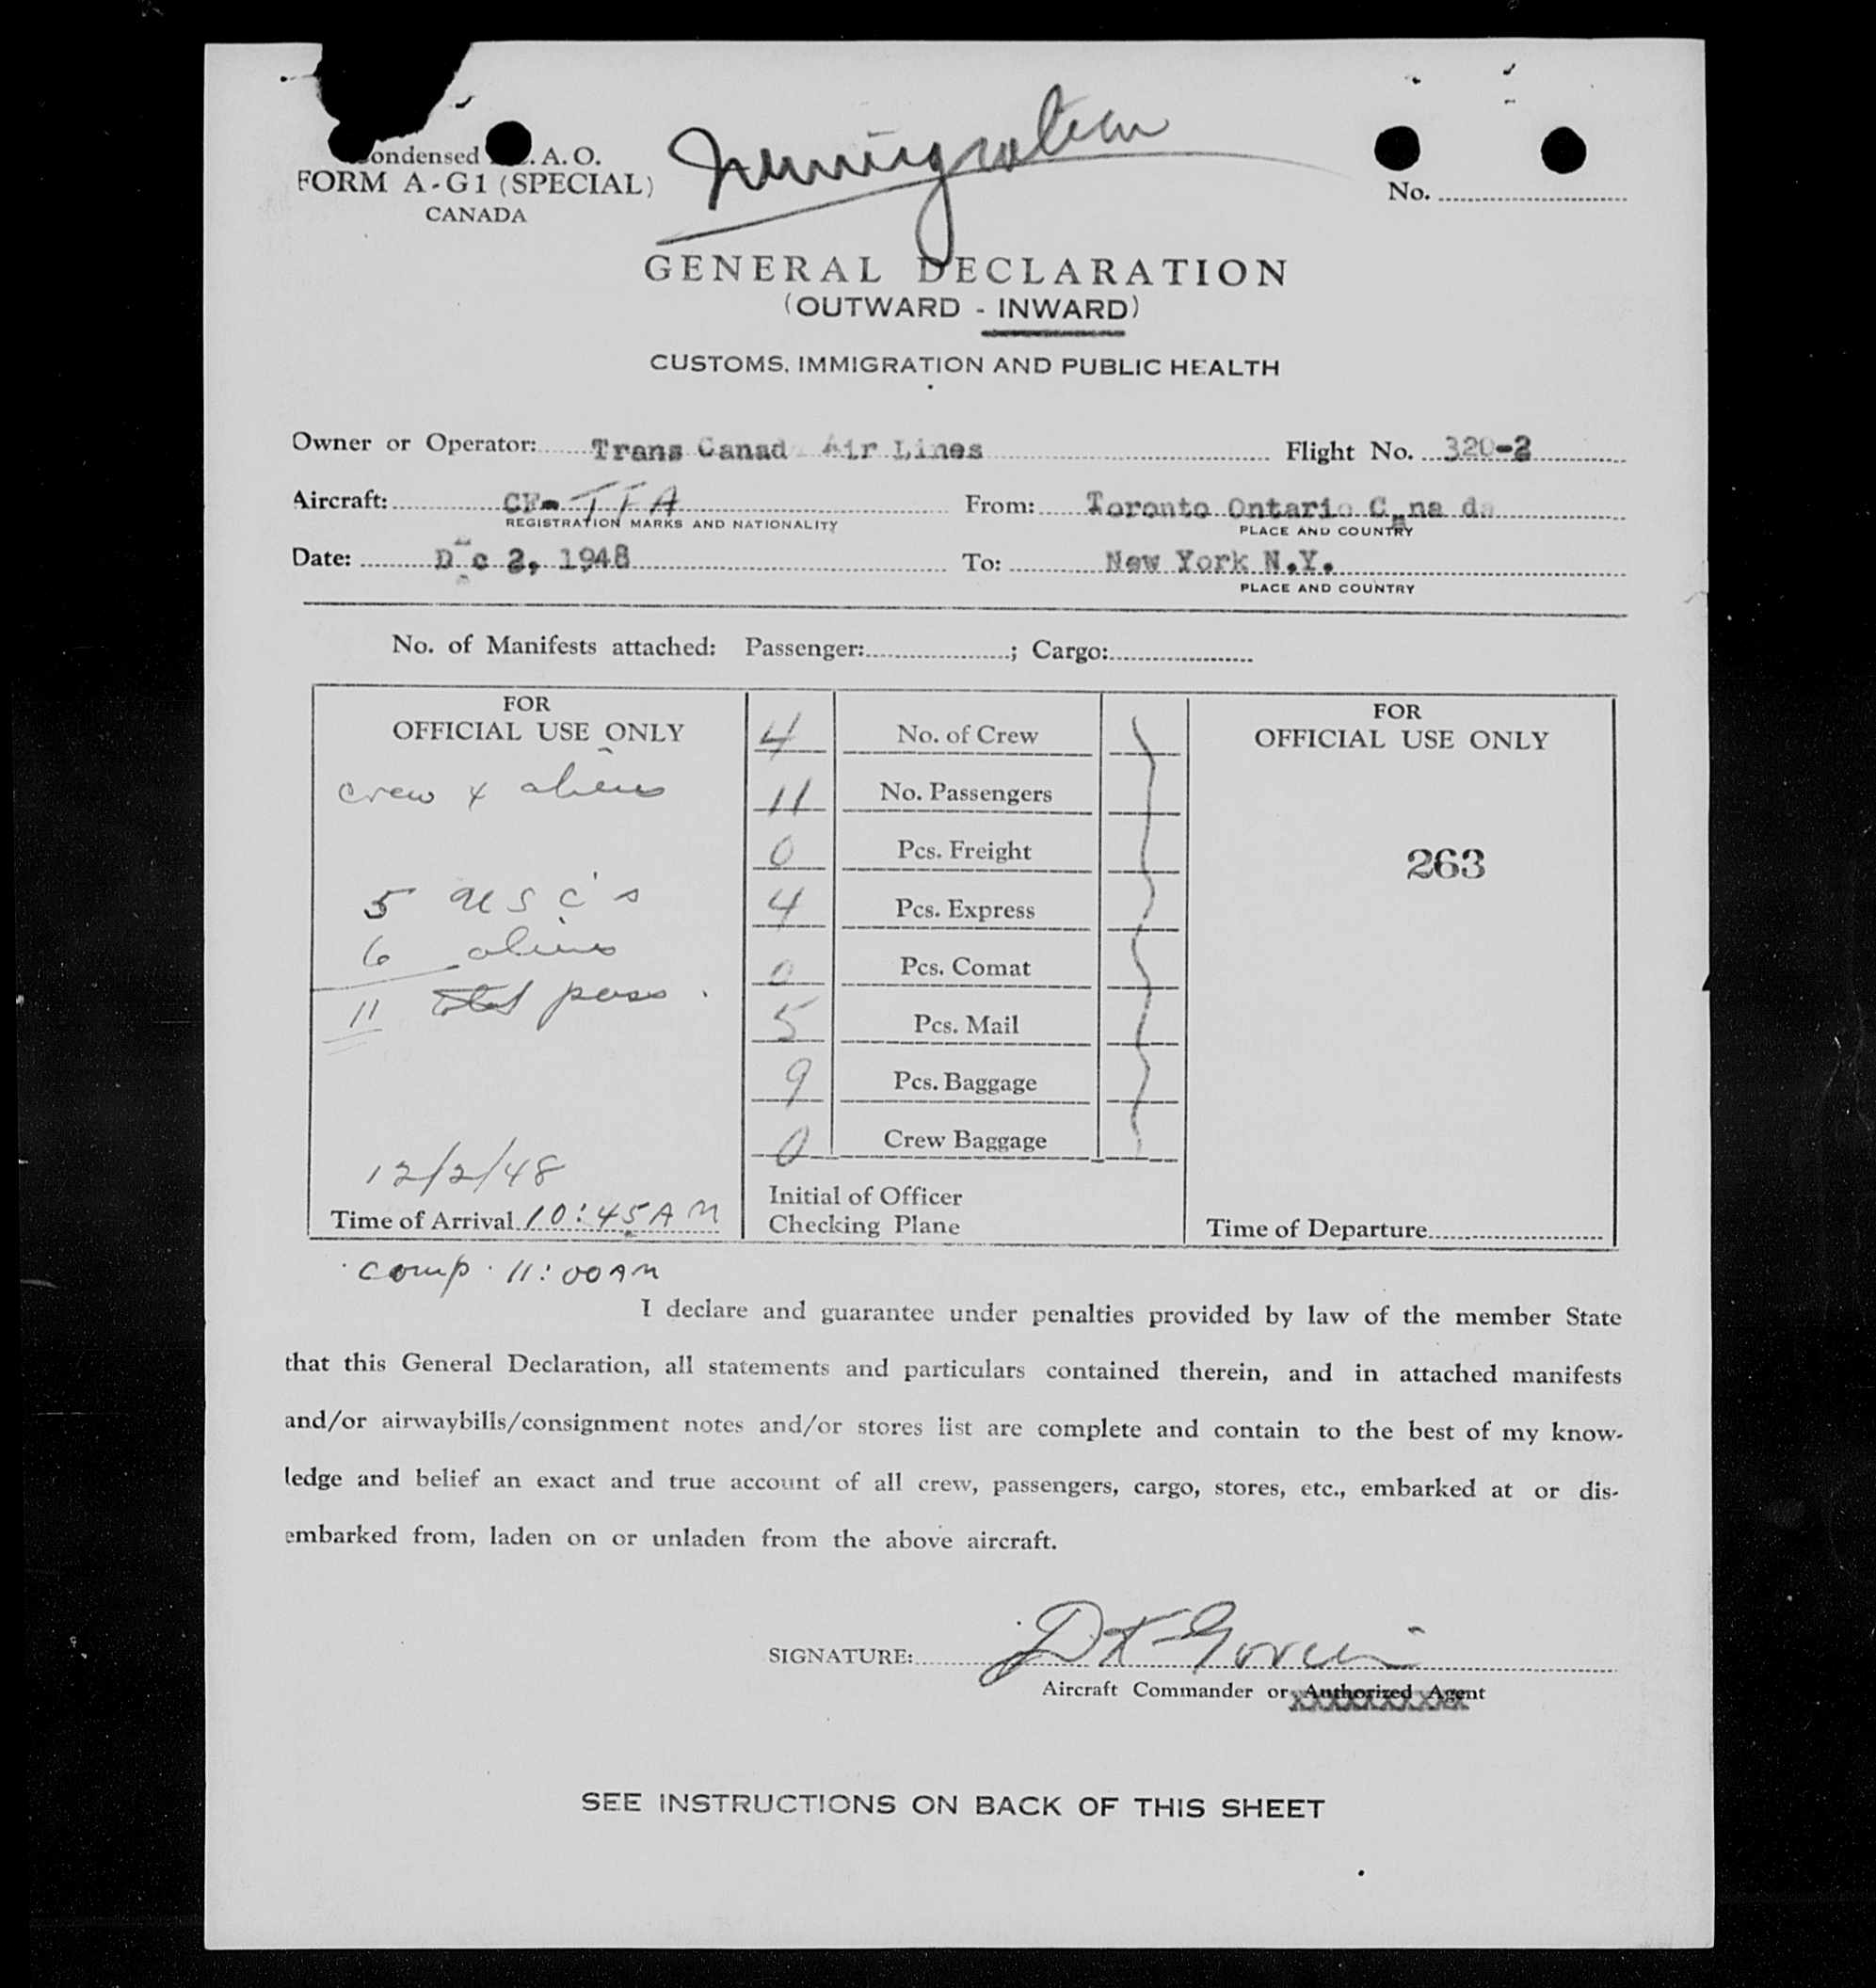 ondensed . A. O.
Immigration
FORM A-G1 (SPECIAL)
CANADA
No.
GENERAL DECLARATION
(OUTWARD - INWARD)
CUSTOMS, IMMIGRATION AND PUBLIC HEALTH
Owner or Operator: Trans Canad Air Lines Flight No. 320-2
Aircraft: CF- TFA From: Toronto Ontario Canada
REGISTRATION MARKS AND NATIONALITY PLACE AND COUNTRY
Date: Dec 2, 1948 To: New York N.Y.
PLACE AND COUNTRY
No. of Manifests attached: Passenger: ; Cargo:
FOR
OFFICIAL USE ONLY
crew 4 aliens
5 USC's
6 aliens
11 total pass.
12/2/48
Time of Arrival 10:45 AM
4 No. of Crew
11 No. Passengers
0 Pcs. Freight
4 Pcs. Express
0 Pcs. Comat
5 Pcs. Mail
9 Pcs. Baggage
0 Crew Baggage
Initial of Officer
Checking Plane
FOR
OFFICIAL USE ONLY
263
Time of Departure
comp. 11:00 AM
I declare and guarantee under penalties provided by law of the member State
that this General Declaration, all statements and particulars contained therein, and in attached manifests
and/or airwaybills/consignment notes and/or stores list are complete and contain to the best of my know-
ledge and belief an exact and true account of all crew, passengers, cargo, stores, etc., embarked at or dis-
embarked from, laden on or unladen from the above aircraft.
SIGNATURE:
Aircraft Commander or Authorized Agent
SEE INSTRUCTIONS ON BACK OF THIS SHEET